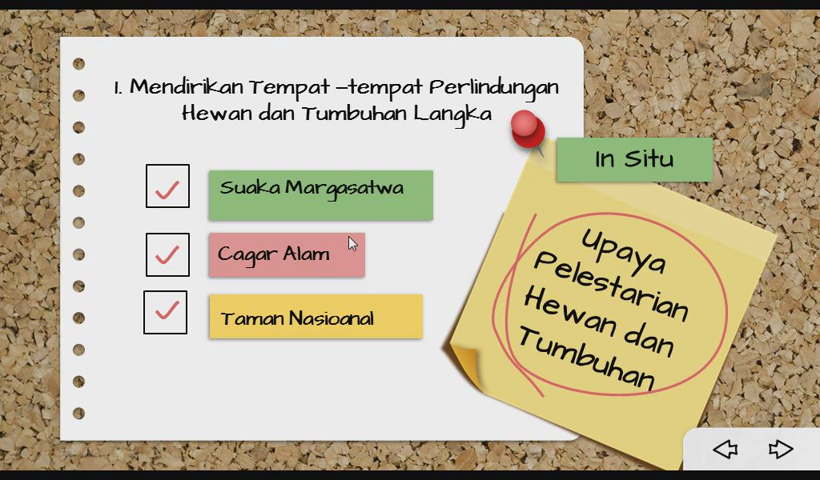 1. Mendirikan Tempat -tempat Perlindungan
Hewan dan Tumbuhan Langka
Suaka Margasatwa
Cagar Alam
Taman Nasioanal
In Situ
Upaya
Pelestarian
Hewan dan
Tumbuhan